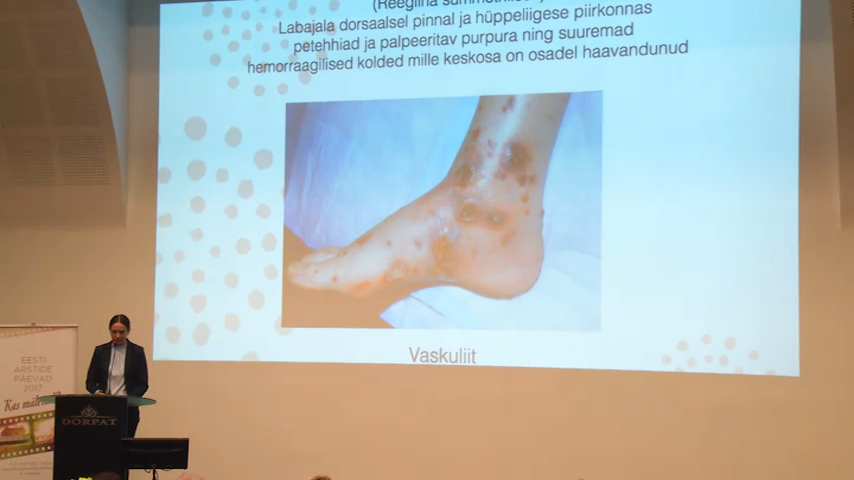 (Reeglina
Labajala dorsaalsel pinnal ja hüppeliigese piirkonnas
petehhiad ja palpeeritav purpura ning suuremad
hemorraagilised kolded mille keskosa on osadel haavandunud
Vaskuliit
EESTI
ARSTIDE
PÄEVAD
2017
Kas
DORPAT